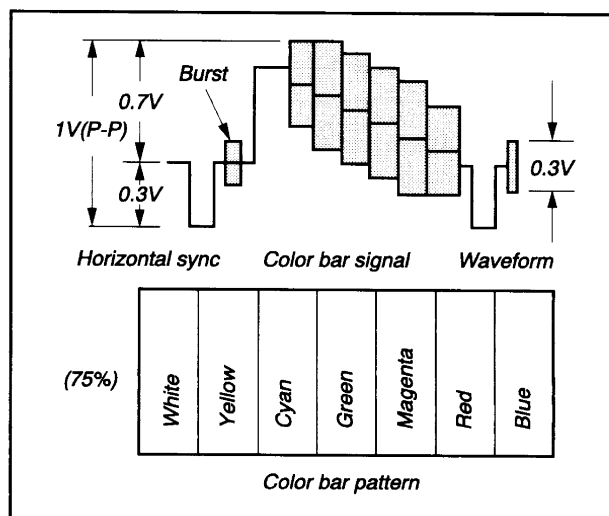 Burst
0.7V
1V(P-P)
0.3V
0.3V
Horizontal sync Color bar signal Waveform
(75%)
White Yellow Cyan Green Magenta Red Blue
Color bar pattern